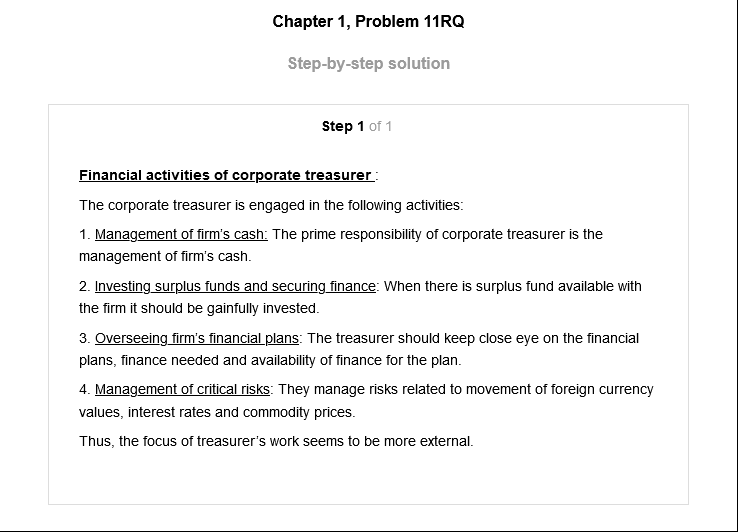 Chapter 1, Problem 11RQ
Step-by-step solution
Step 1 of 1
Financial activities of corporate treasurer :
The corporate treasurer is engaged in the following activities:
1. Management of firm's cash: The prime responsibility of corporate treasurer is the
management of firm's cash.
2. Investing surplus funds and securing finance: When there is surplus fund available with
the firm it should be gainfully invested.
3. Overseeing firm's financial plans: The treasurer should keep close eye on the financial
plans, finance needed and availability of finance for the plan.
4. Management of critical risks: They manage risks related to movement of foreign currency
values, interest rates and commodity prices.
Thus, the focus of treasurer's work seems to be more external.